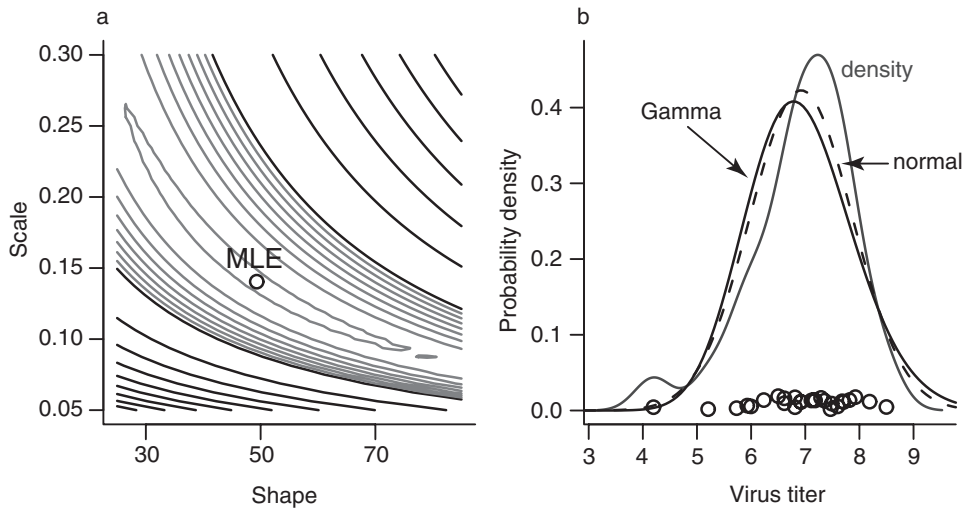 a
0.30
0.25
0.20
0.15
0.10
0.05
Scale
MLE
30
50
70
Shape
b
0.4
0.3
0.2
0.1
0.0
Probability density
density
Gamma
normal
3
4
5
6
7
8
9
Virus titer